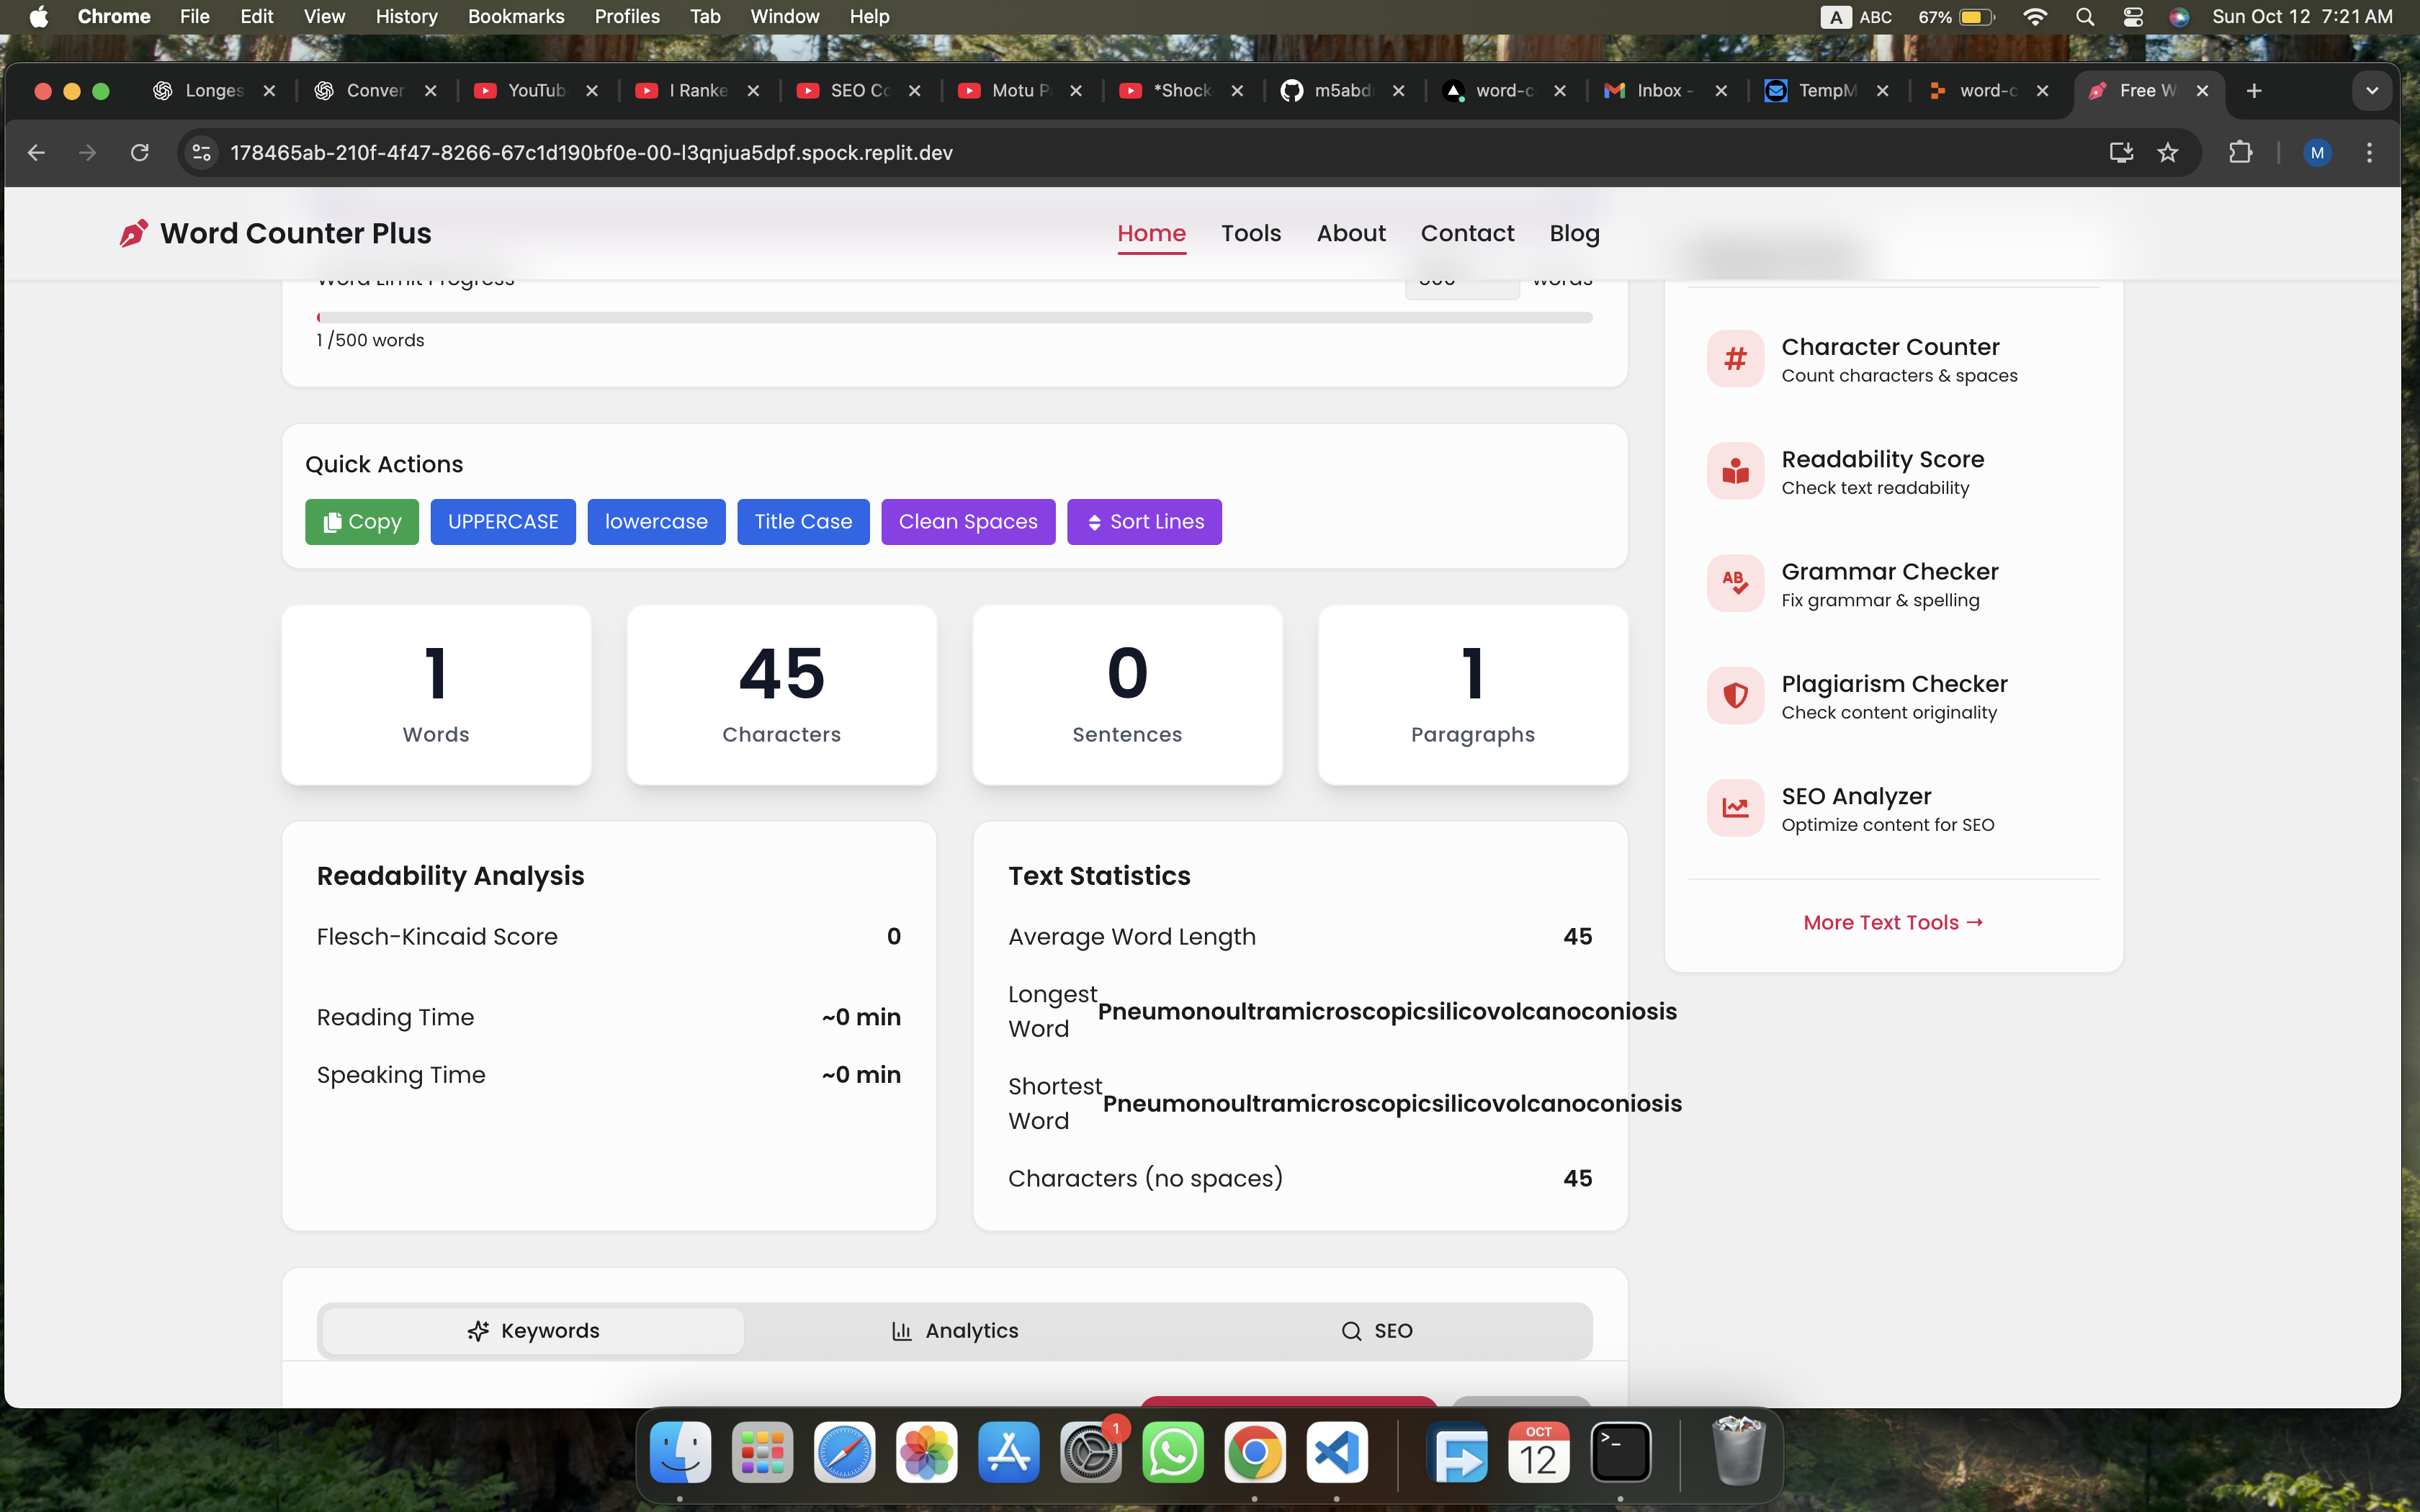 Chrome File Edit View History Bookmarks Profiles Tab Window Help
A ABC 67% Sun Oct 12 7:21 AM
Longes Conver YouTub I Ranke SEO Co Motu P *Shock m5abd word-c Inbox - TempM word-c Free W
178465ab-210f-4f47-8266-67c1d190bf0e-00-l3qnjua5dpf.spock.replit.dev M
Word Counter Plus
Home Tools About Contact Blog
Word Limit Progress 500 words
1 /500 words
Quick Actions
Copy UPPERCASE lowercase Title Case Clean Spaces Sort Lines
1 45 0 1
Words Characters Sentences Paragraphs
Readability Analysis
Flesch-Kincaid Score 0
Reading Time ~0 min
Speaking Time ~0 min
Text Statistics
Average Word Length 45
Longest
Word Pneumonoultramicroscopicsilicovolcanoconiosis
Shortest
Word Pneumonoultramicroscopicsilicovolcanoconiosis
Characters (no spaces) 45
Keywords Analytics SEO
#
Character Counter
Count characters & spaces
Readability Score
Check text readability
AB
Grammar Checker
Fix grammar & spelling
Plagiarism Checker
Check content originality
SEO Analyzer
Optimize content for SEO
More Text Tools →
1
OCT
12
>_